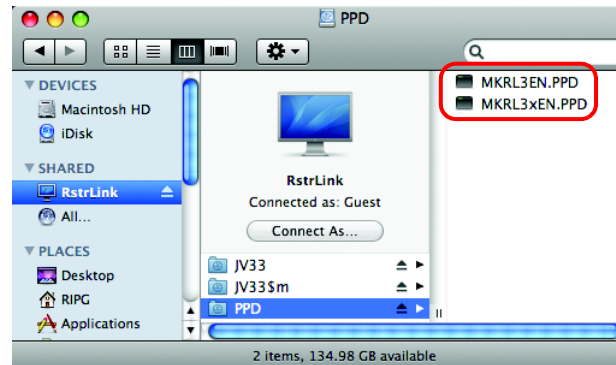 PPD
DEVICES
Macintosh HD
iDisk
SHARED
RstrLink
All...
PLACES
Desktop
RIPG
Applications
RstrLink
Connected as: Guest
Connect As...
JV33
JV33$m
PPD
MKRL3EN.PPD
MKRL3xEN.PPD
2 items, 134.98 GB available